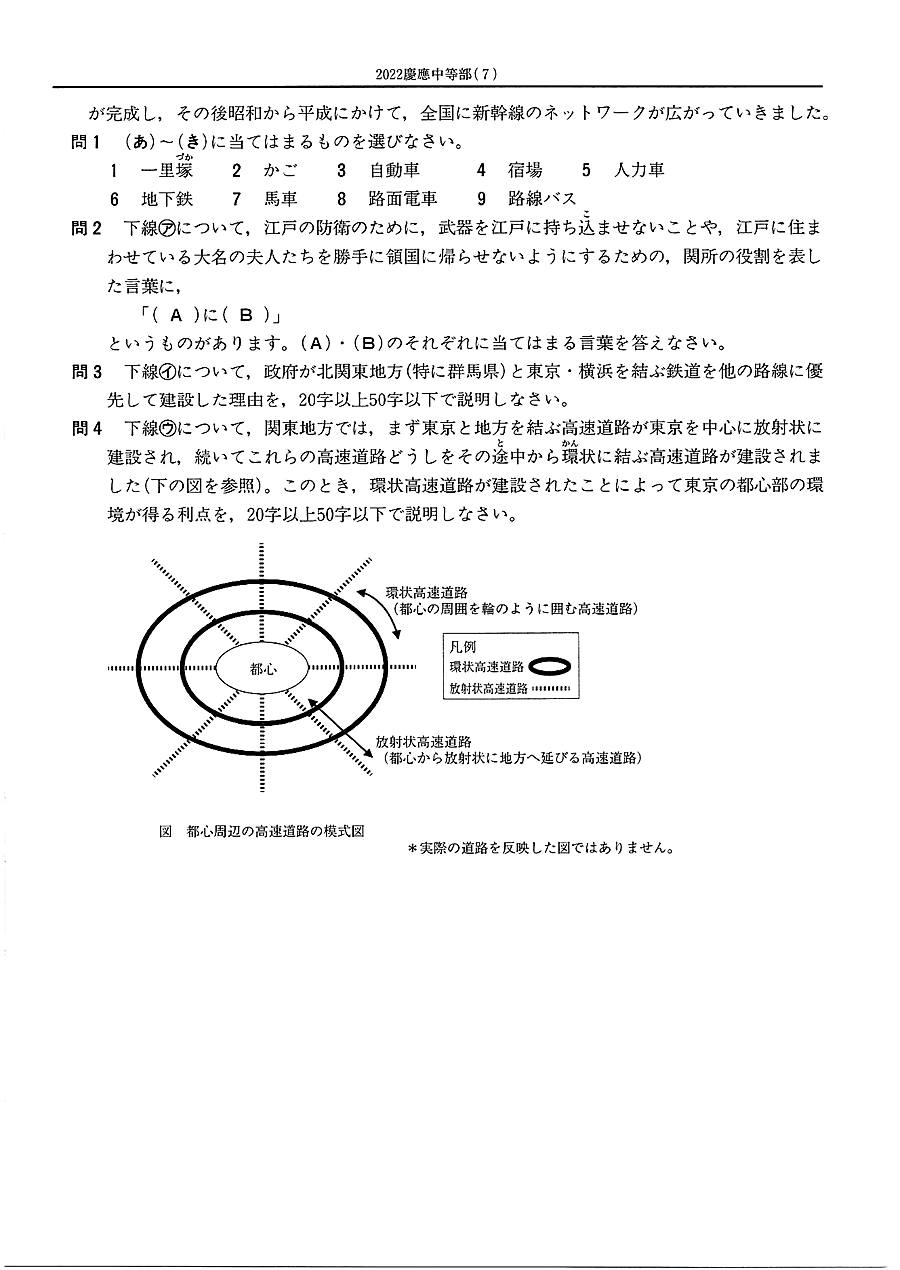 2022慶應中等部(7)
が完成し，その後昭和から平成にかけて，全国に新幹線のネットワークが広がっていきました。
問1 (あ)～(き)に当てはまるものを選びなさい。
づか
1 一里塚 2 かご 3 自動車 4 宿場 5 人力車
6 地下鉄 7 馬車 8 路面電車 9 路線バス
こ
問2 下線㋐について，江戸の防衛のために，武器を江戸に持ち込ませないことや，江戸に住ま
わせている大名の夫人たちを勝手に領国に帰らせないようにするための，関所の役割を表し
た言葉に，
「( A )に( B )」
というものがあります。(A)・(B)のそれぞれに当てはまる言葉を答えなさい。
問3 下線㋑について，政府が北関東地方(特に群馬県)と東京・横浜を結ぶ鉄道を他の路線に優
先して建設した理由を，20字以上50字以下で説明しなさい。
問4 下線㋒について，関東地方では，まず東京と地方を結ぶ高速道路が東京を中心に放射状に
と かん
建設され，続いてこれらの高速道路どうしをその途中から環状に結ぶ高速道路が建設されま
した(下の図を参照)。このとき，環状高速道路が建設されたことによって東京の都心部の環
境が得る利点を，20字以上50字以下で説明しなさい。
環状高速道路
(都心の周囲を輪のように囲む高速道路)
凡例
環状高速道路
放射状高速道路
都心
放射状高速道路
(都心から放射状に地方へ延びる高速道路)
図 都心周辺の高速道路の模式図
＊実際の道路を反映した図ではありません。